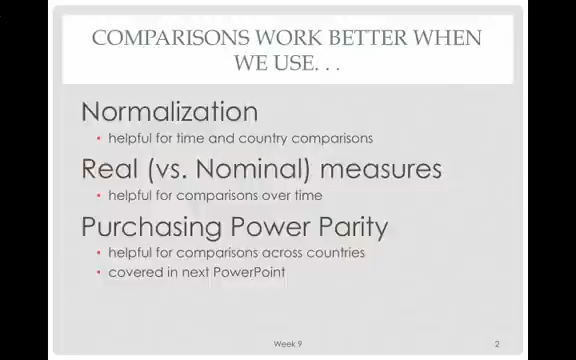 COMPARISONS WORK BETTER WHEN
WE USE. . .
Normalization
• helpful for time and country comparisons
Real (vs. Nominal) measures
• helpful for comparisons over time
Purchasing Power Parity
• helpful for comparisons across countries
• covered in next PowerPoint
Week 9
2